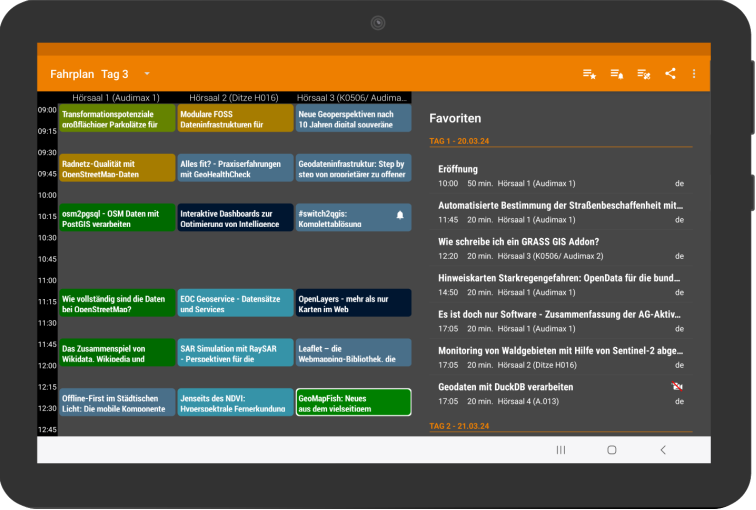 Fahrplan Tag 3
Hörsaal 1 (Audimax 1)
Hörsaal 2 (Ditze H016)
Hörsaal 3 (K0506/ Audima...
09:00
09:15
09:30
09:45
10:00
10:15
10:30
10:45
11:00
11:15
11:30
11:45
12:00
12:15
12:30
12:45
Transformationspotenziale
großflächiger Parkplätze für
Modulare FOSS
Dateninfrastrukturen für
Neue Geoperspektiven nach
10 Jahren digital souveräne
Radnetz-Qualität mit
OpenStreetMap-Daten
Alles fit? - Praxiserfahrungen
mit GeoHealthCheck
Geodateninfrastruktur: Step by
step von proprietärer zu offener
osm2pgsql - OSM Daten mit
PostGIS verarbeiten
Interaktive Dashboards zur
Optimierung von Intelligence
#switch2qgis:
Komplettablösung
Wie vollständig sind die Daten
bei OpenStreetMap?
EOC Geoservice - Datensätze
und Services
OpenLayers - mehr als nur
Karten im Web
Das Zusammenspiel von
Wikidata, Wikipedia und
SAR Simulation mit RaySAR
- Perspektiven für die
Leaflet – die
Webmapping-Bibliothek, die
Offline-First im Städtischen
Licht: Die mobile Komponente
Jenseits des NDVI:
Hyperspektrale Fernerkundung
GeoMapFish: Neues
aus dem vielseitigem
Favoriten
TAG 1 - 20.03.24
Eröffnung
10:00 50 min. Hörsaal 1 (Audimax 1) de
Automatisierte Bestimmung der Straßenbeschaffenheit mit...
11:45 20 min. Hörsaal 1 (Audimax 1) de
Wie schreibe ich ein GRASS GIS Addon?
12:20 20 min. Hörsaal 3 (K0506/ Audimax 2) de
Hinweiskarten Starkregengefahren: OpenData für die bund...
14:50 20 min. Hörsaal 1 (Audimax 1) de
Es ist doch nur Software - Zusammenfassung der AG-Aktiv...
17:05 20 min. Hörsaal 1 (Audimax 1) de
Monitoring von Waldgebieten mit Hilfe von Sentinel-2 abge...
17:05 20 min. Hörsaal 2 (Ditze H016) de
Geodaten mit DuckDB verarbeiten
17:05 20 min. Hörsaal 4 (A.013) de
TAG 2 - 21.03.24